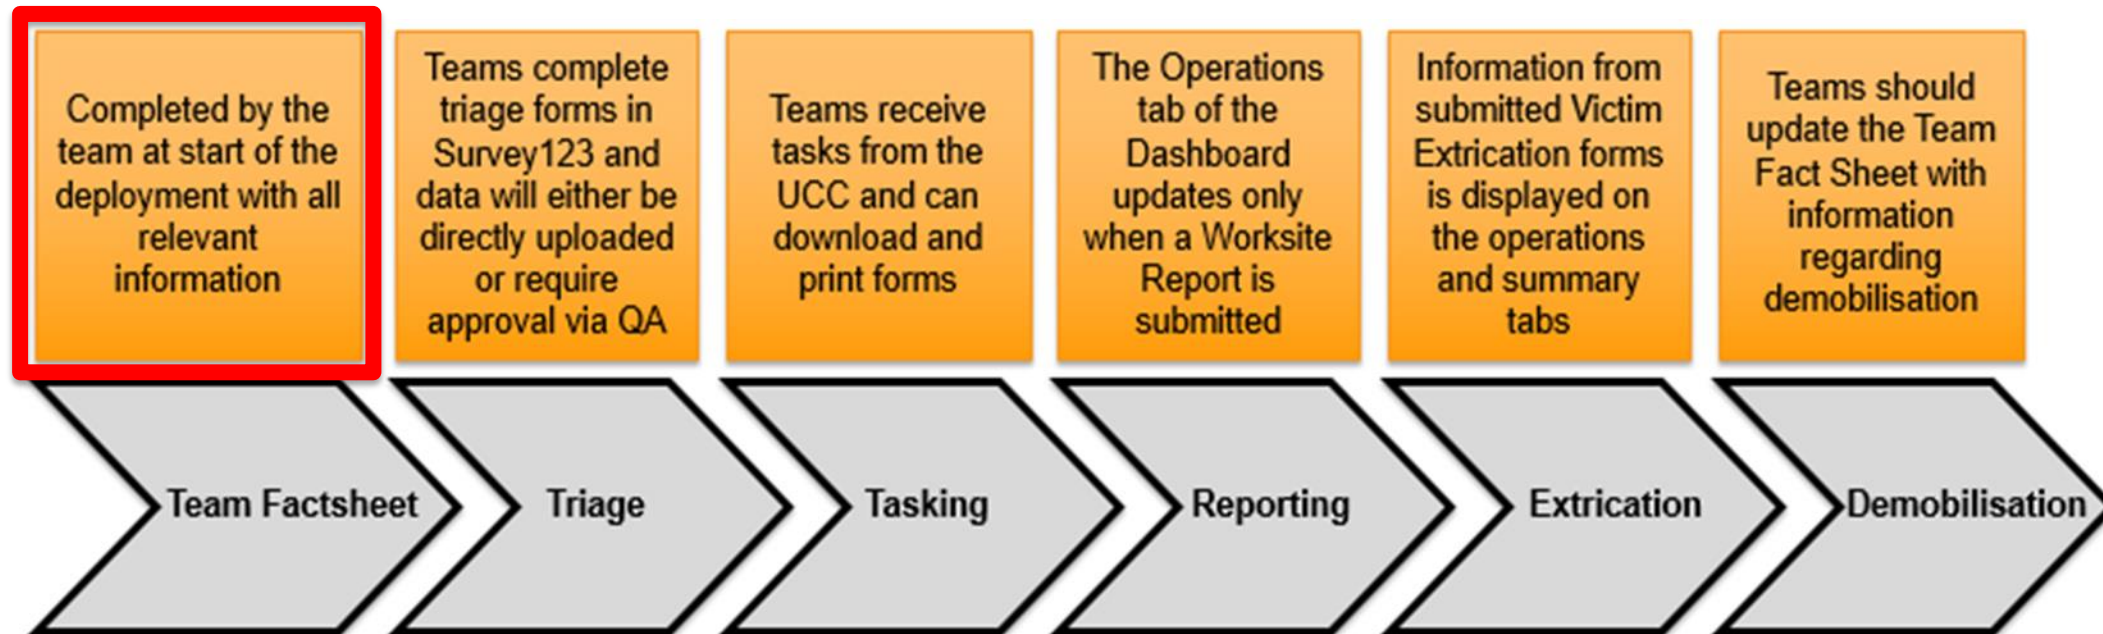 Completed by the
team at start of the
deployment with all
relevant
information
Teams complete
triage forms in
Survey123 and
data will either be
directly uploaded
or require
approval via QA
Teams receive
tasks from the
UCC and can
download and
print forms
The Operations
tab of the
Dashboard
updates only
when a Worksite
Report is
submitted
Information from
submitted Victim
Extrication forms
is displayed on
the operations
and summary
tabs
Teams should
update the Team
Fact Sheet with
information
regarding
demobilisation
Team Factsheet
Triage
Tasking
Reporting
Extrication
Demobilisation